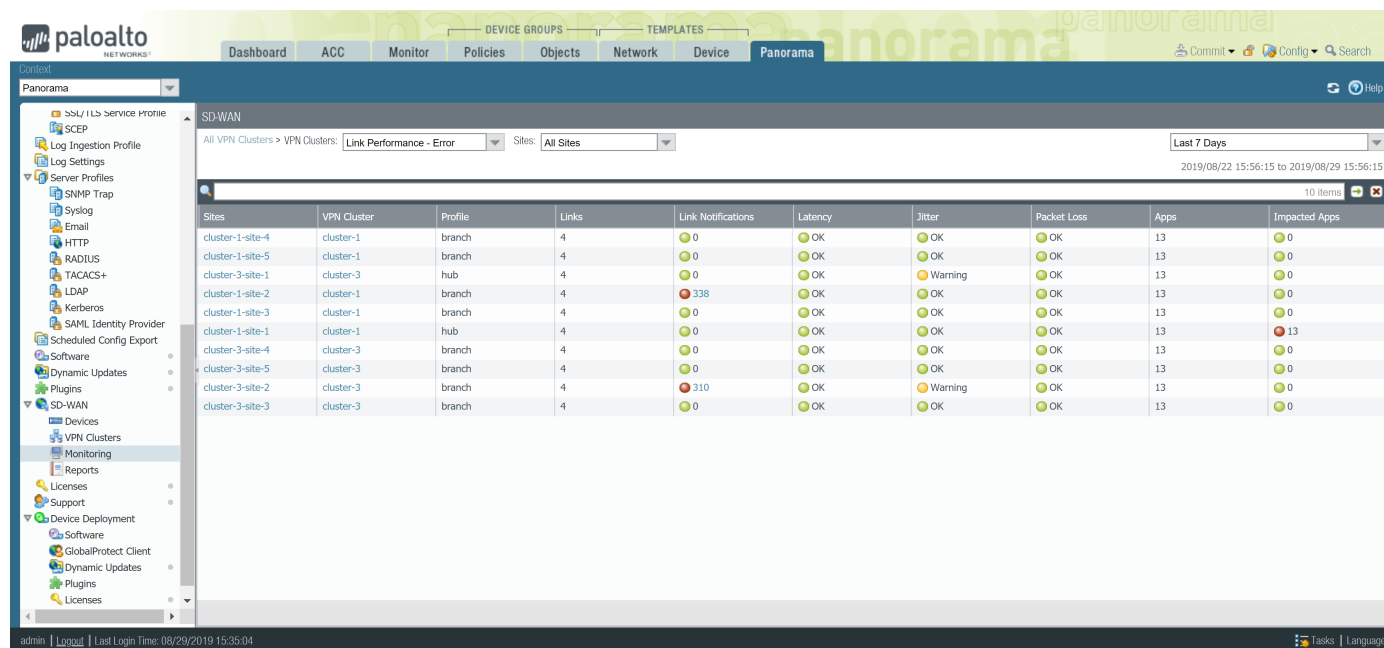 panorama
panorama
panorama
paloalto
NETWORKS
DEVICE GROUPS
TEMPLATES
Dashboard ACC Monitor Policies Objects Network Device Panorama
Commit Config Search
Context
Panorama
Help
SSL/TLS Service Profile
SCEP
Log Ingestion Profile
Log Settings
Server Profiles
SNMP Trap
Syslog
Email
HTTP
RADIUS
TACACS+
LDAP
Kerberos
SAML Identity Provider
Scheduled Config Export
Software
Dynamic Updates
Plugins
SD-WAN
Devices
VPN Clusters
Monitoring
Reports
Licenses
Support
Device Deployment
Software
GlobalProtect Client
Dynamic Updates
Plugins
Licenses
SD-WAN
All VPN Clusters > VPN Clusters: Link Performance - Error Sites: All Sites Last 7 Days
2019/08/22 15:56:15 to 2019/08/29 15:56:15
10 items
Sites VPN Cluster Profile Links Link Notifications Latency Jitter Packet Loss Apps Impacted Apps
cluster-1-site-4 cluster-1 branch 4 0 OK OK OK 13 0
cluster-1-site-5 cluster-1 branch 4 0 OK OK OK 13 0
cluster-3-site-1 cluster-3 hub 4 0 OK Warning OK 13 0
cluster-1-site-2 cluster-1 branch 4 338 OK OK OK 13 0
cluster-1-site-3 cluster-1 branch 4 0 OK OK OK 13 0
cluster-1-site-1 cluster-1 hub 4 0 OK OK OK 13 13
cluster-3-site-4 cluster-3 branch 4 0 OK OK OK 13 0
cluster-3-site-5 cluster-3 branch 4 0 OK OK OK 13 0
cluster-3-site-2 cluster-3 branch 4 310 OK Warning OK 13 0
cluster-3-site-3 cluster-3 branch 4 0 OK OK OK 13 0
admin | Logout | Last Login Time: 08/29/2019 15:35:04
Tasks | Language